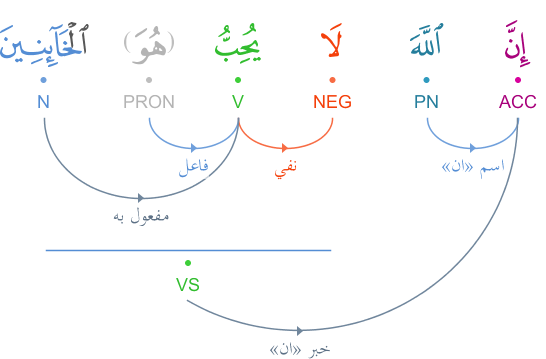 إِنَّ ٱللَّهَ لَا يُحِبُّ (هُوَ) ٱلْخَآئِنِينَ
ACC PN NEG V PRON N
اسم «ان» نفي فاعل
مفعول به
VS
خبر «ان»